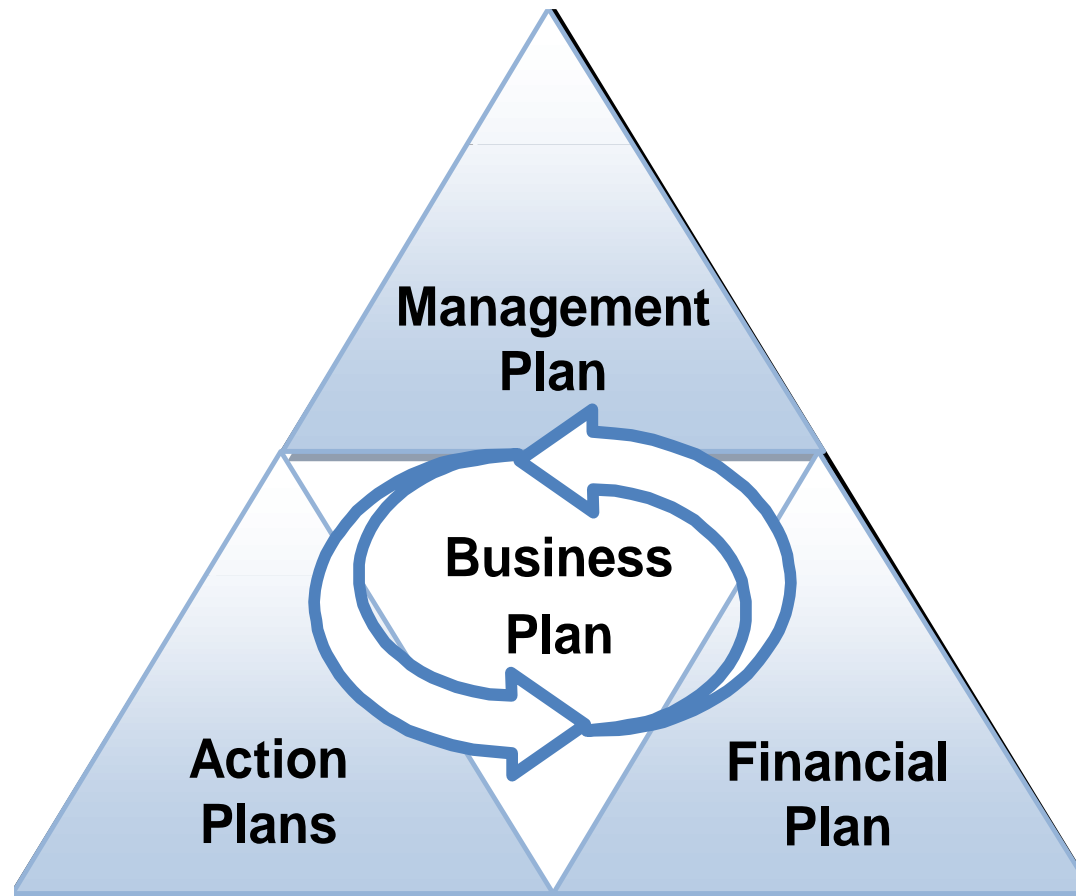 Management
Plan
Business
Plan
Action
Plans
Financial
Plan